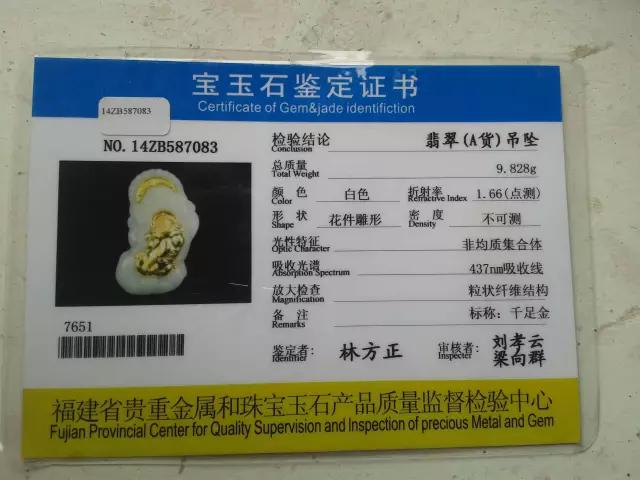 宝玉石鉴定证书
Certificate of Gem&jade identifiction
14ZB587083
NO. 14ZB587083
检验结论 翡翠(A货)吊坠
Conclusion
总质量 9.828g
Total Weight
颜 色 白色 折射率 1.66(点测)
Color Refractive Index
形 状 花件雕形 密 度 不可测
Shape Density
光性特征 非均质集合体
Optic Character
吸收光谱 437nm吸收线
Absorption Spectrum
放大检查 粒状纤维结构
Magnification
备 注 标称：千足金
Remarks
7651
鉴定者： 林方正 审核者： 刘孝云
Identifier Inspecter 梁向群
福建省贵重金属和珠宝玉石产品质量监督检验中心
Fujian Provincial Center for Quality Supervision and Inspection of precious Metal and Gem